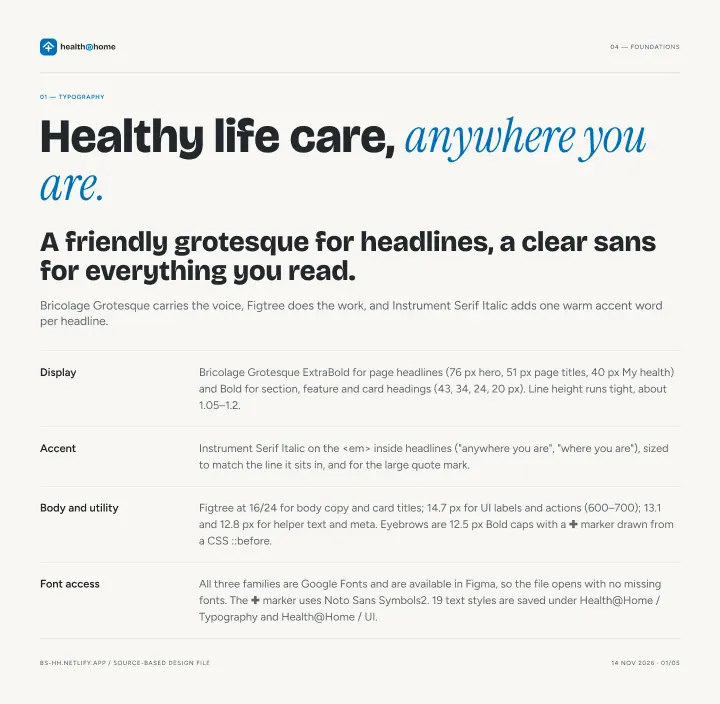 health@home
04 — FOUNDATIONS
01 — TYPOGRAPHY
Healthy life care, anywhere you
are.
A friendly grotesque for headlines, a clear sans
for everything you read.
Bricolage Grotesque carries the voice, Figtree does the work, and Instrument Serif Italic adds one warm accent word
per headline.
Display
Bricolage Grotesque ExtraBold for page headlines (76 px hero, 51 px page titles, 40 px My health)
and Bold for section, feature and card headings (43, 34, 24, 20 px). Line height runs tight, about
1.05–1.2.
Accent
Instrument Serif Italic on the <em> inside headlines ("anywhere you are", "where you are"), sized
to match the line it sits in, and for the large quote mark.
Body and utility
Figtree at 16/24 for body copy and card titles; 14.7 px for UI labels and actions (600–700); 13.1
and 12.8 px for helper text and meta. Eyebrows are 12.5 px Bold caps with a ✚ marker drawn from
a CSS ::before.
Font access
All three families are Google Fonts and are available in Figma, so the file opens with no missing
fonts. The ✚ marker uses Noto Sans Symbols2. 19 text styles are saved under Health@Home /
Typography and Health@Home / UI.
BS-HH.NETLIFY.APP / SOURCE-BASED DESIGN FILE
14 NOV 2026 · 01/05